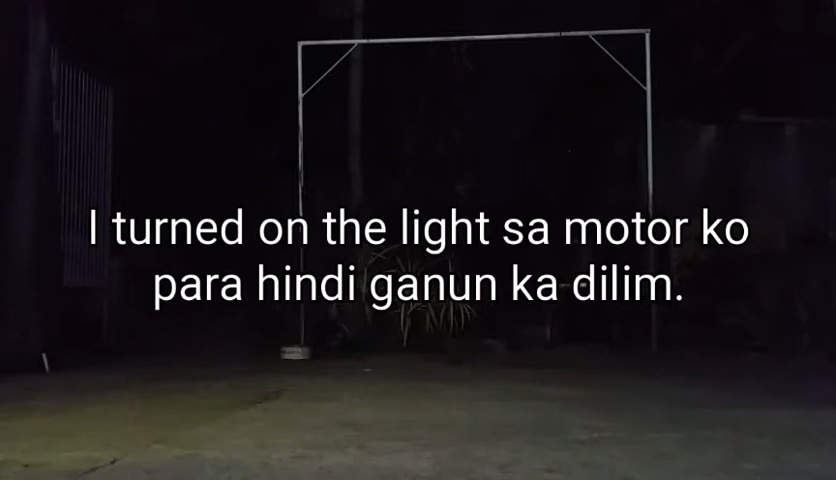 I turned on the light sa motor ko
para hindi ganun ka dilim.